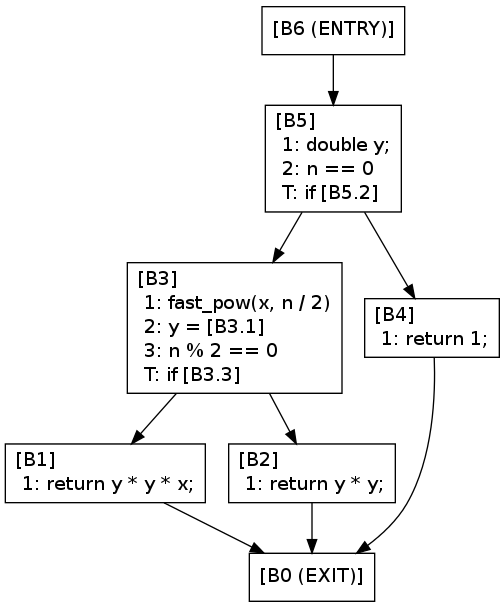 [B6 (ENTRY)]
[B5]
1: double y;
2: n == 0
T: if [B5.2]
[B3]
1: fast_pow(x, n / 2)
2: y = [B3.1]
3: n % 2 == 0
T: if [B3.3]
[B4]
1: return 1;
[B1]
1: return y * y * x;
[B2]
1: return y * y;
[B0 (EXIT)]